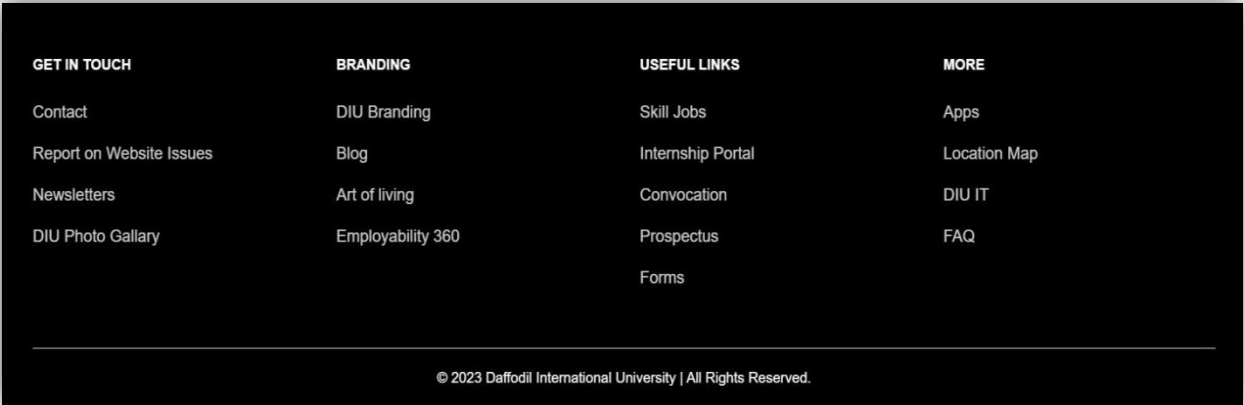 GET IN TOUCH
Contact
Report on Website Issues
Newsletters
DIU Photo Gallary
BRANDING
DIU Branding
Blog
Art of living
Employability 360
USEFUL LINKS
Skill Jobs
Internship Portal
Convocation
Prospectus
Forms
MORE
Apps
Location Map
DIU IT
FAQ
© 2023 Daffodil International University | All Rights Reserved.